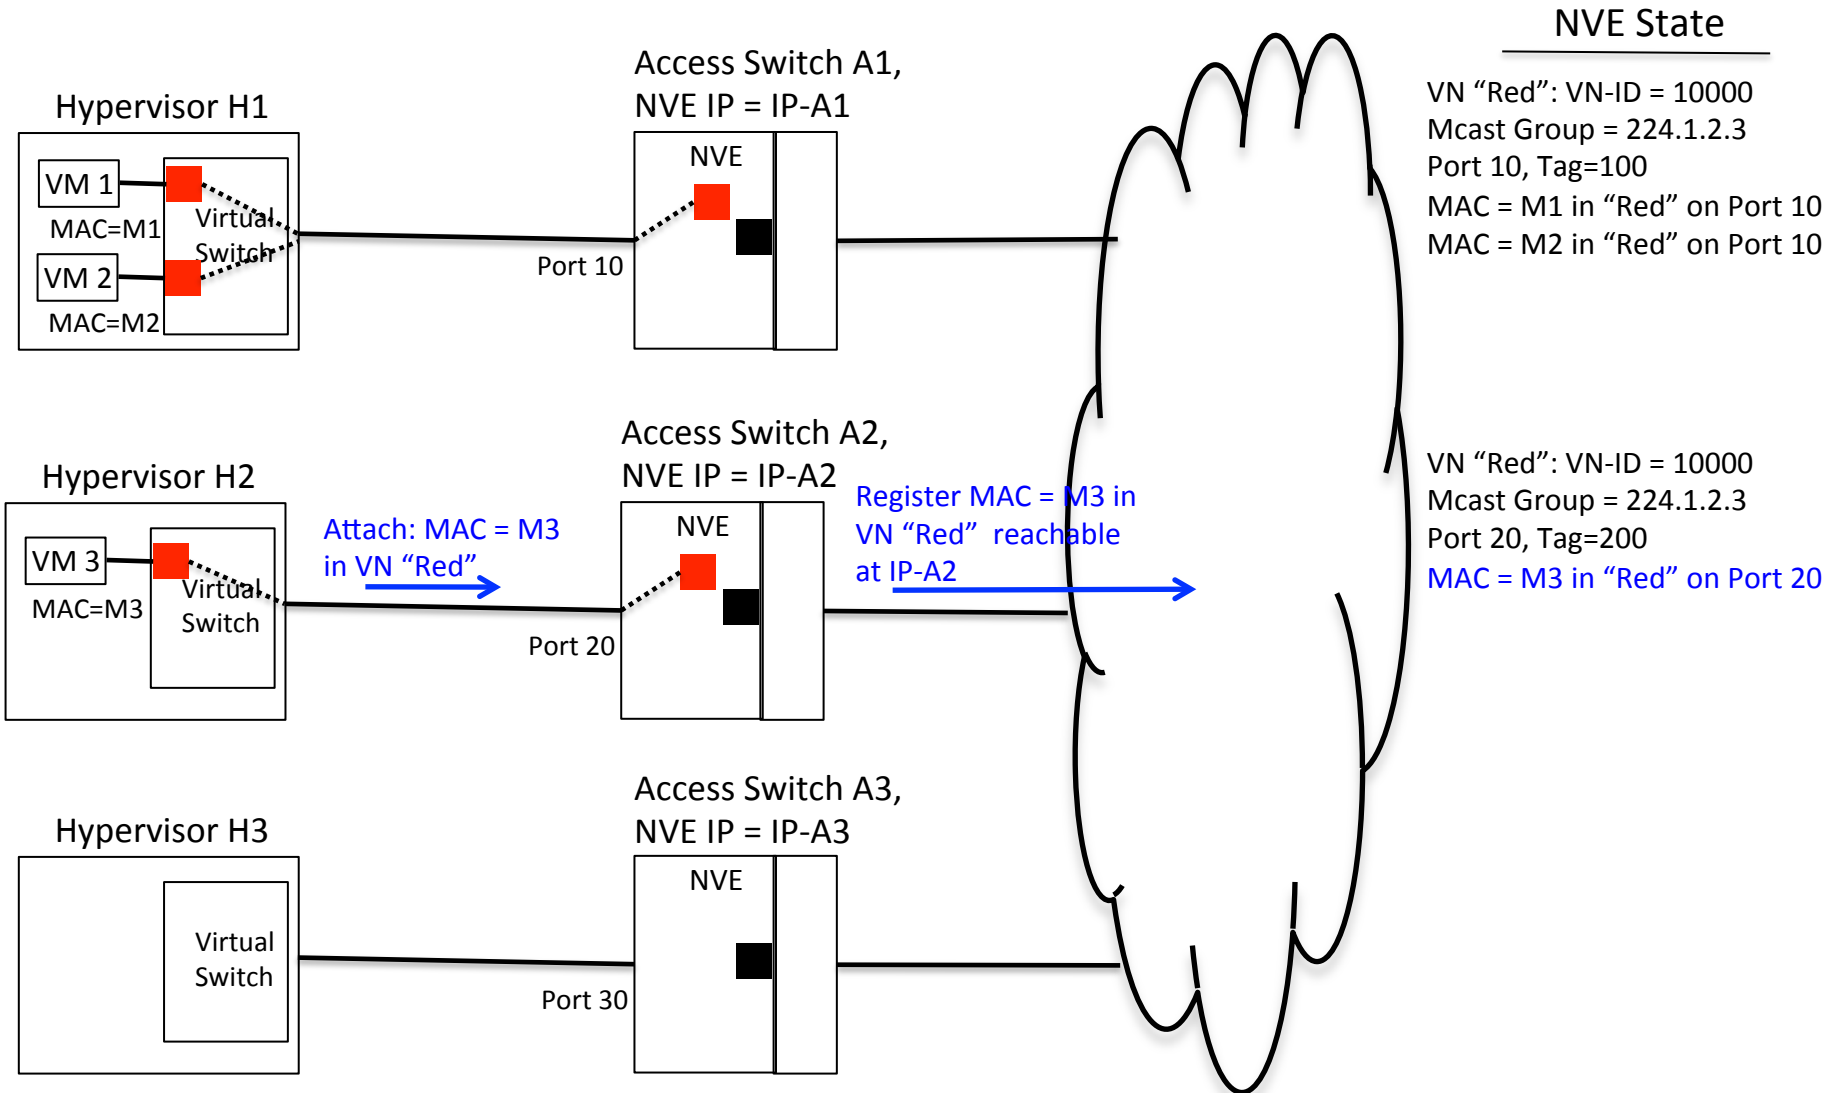 NVE State
Access Switch A1,
NVE IP = IP-A1
Hypervisor H1
NVE
VM 1
MAC=M1
Virtual
Switch
VM 2
MAC=M2
Port 10
VN “Red”: VN-ID = 10000
Mcast Group = 224.1.2.3
Port 10, Tag=100
MAC = M1 in “Red” on Port 10
MAC = M2 in “Red” on Port 10
Access Switch A2,
NVE IP = IP-A2
Hypervisor H2
NVE
VM 3
MAC=M3
Virtual
Switch
Attach: MAC = M3
in VN “Red”
Port 20
Register MAC = M3 in
VN “Red” reachable
at IP-A2
VN “Red”: VN-ID = 10000
Mcast Group = 224.1.2.3
Port 20, Tag=200
MAC = M3 in “Red” on Port 20
Access Switch A3,
NVE IP = IP-A3
Hypervisor H3
NVE
Virtual
Switch
Port 30